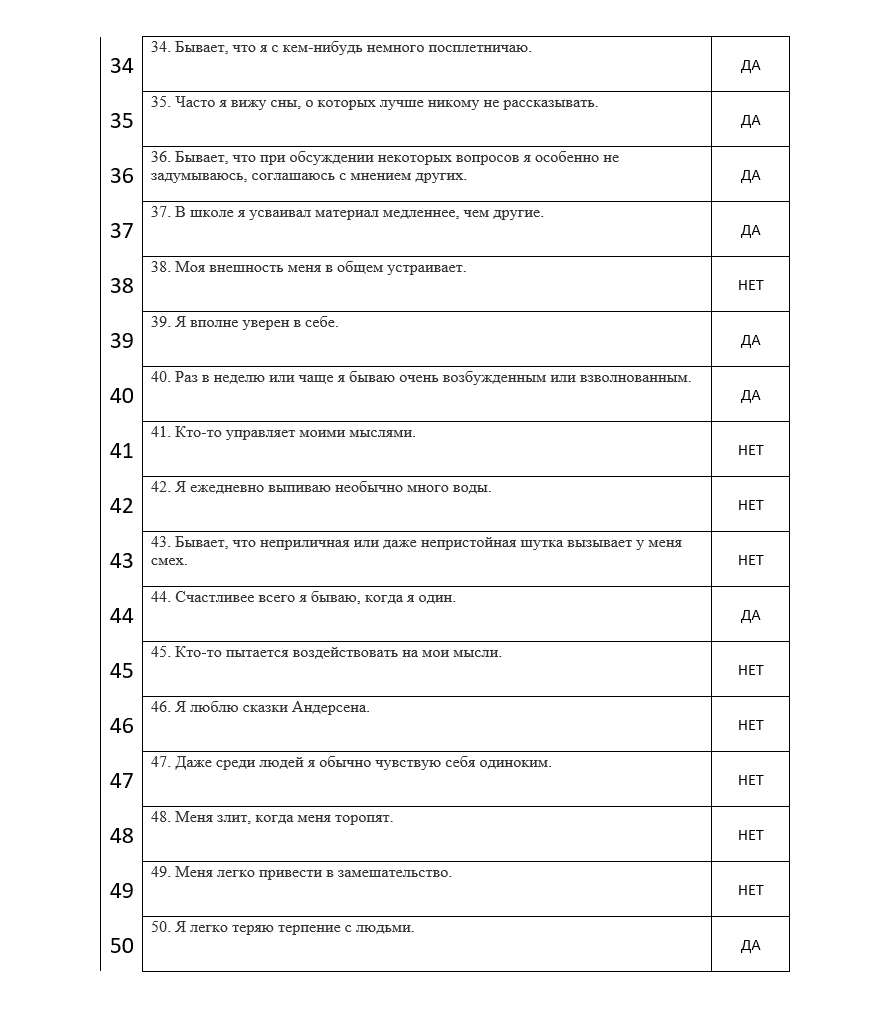 34. Бывает, что я с кем-нибудь немного посплетничаю.
34
ДА
35. Часто я вижу сны, о которых лучше никому не рассказывать.
35
ДА
36. Бывает, что при обсуждении некоторых вопросов я особенно не
задумываюсь, соглашаюсь с мнением других.
36
ДА
37. В школе я усваивал материал медленнее, чем другие.
37
ДА
38. Моя внешность меня в общем устраивает.
38
НЕТ
39. Я вполне уверен в себе.
39
ДА
40. Раз в неделю или чаще я бываю очень возбужденным или взволнованным.
40
ДА
41. Кто-то управляет моими мыслями.
41
НЕТ
42. Я ежедневно выпиваю необычно много воды.
42
НЕТ
43. Бывает, что неприличная или даже непристойная шутка вызывает у меня
смех.
43
НЕТ
44. Счастливее всего я бываю, когда я один.
44
ДА
45. Кто-то пытается воздействовать на мои мысли.
45
НЕТ
46. Я люблю сказки Андерсена.
46
НЕТ
47. Даже среди людей я обычно чувствую себя одиноким.
47
НЕТ
48. Меня злит, когда меня торопят.
48
НЕТ
49. Меня легко привести в замешательство.
49
НЕТ
50. Я легко теряю терпение с людьми.
50
ДА